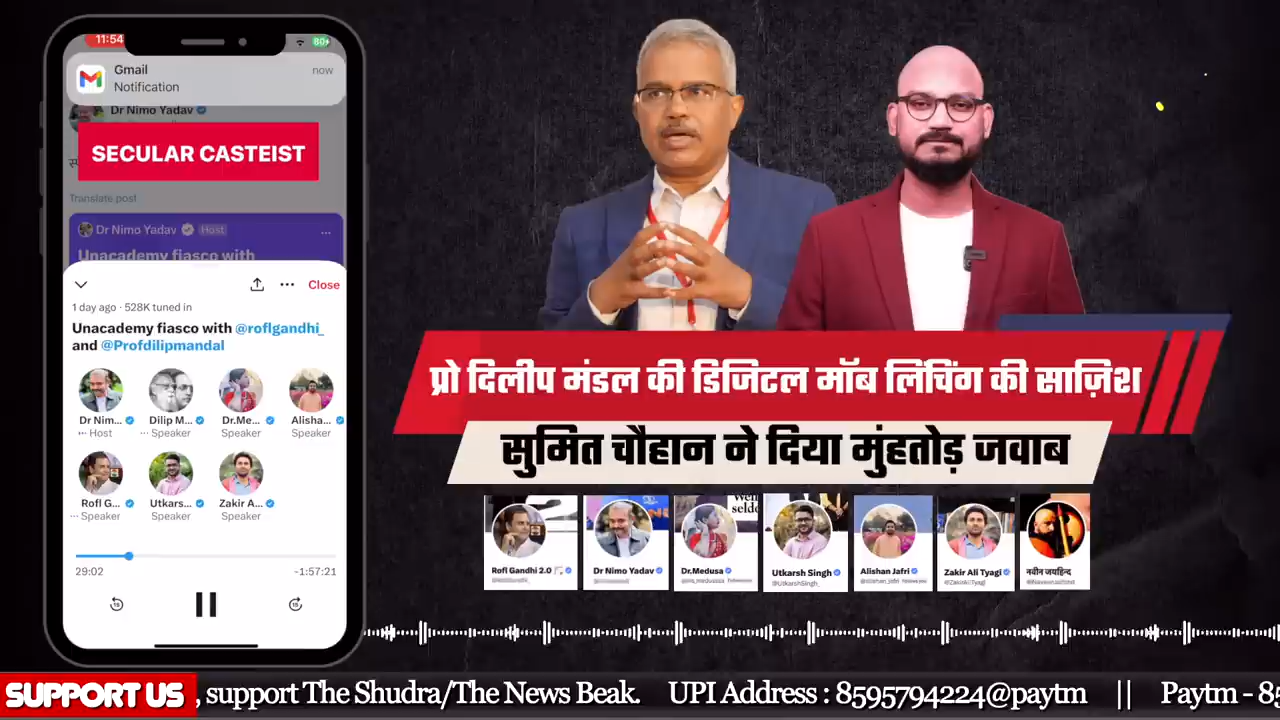 11:54
80
Gmail
now
Notification
Dr Nimo Yadav
SECULAR CASTEIST
Translate post
Dr Nimo Yadav Host
Unacademy fiasco with
Close
1 day ago · 528K tuned in
Unacademy fiasco with @roflgandhi_
and @Profdilipmandal
Dr Nim...
Dilip M...
Dr.Me...
Alisha...
Host
Speaker
Speaker
Speaker
Rofl G...
Utkars...
Zakir A...
Speaker
Speaker
Speaker
29:02
-1:57:21
प्रो दिलीप मंडल की डिजिटल मॉब लिंचिंग की साज़िश
सुमित चौहान ने दिया मुंहतोड़ जवाब
Rofl Gandhi 2.0
Dr Nimo Yadav
Dr.Medusa
Utkarsh Singh
@UtkarshSingh_
Alishan Jafri
Zakir Ali Tyagi
नवीन जयहिन्द
SUPPORT US , support The Shudra/The News Beak. UPI Address : 8595794224@paytm || Paytm - 85